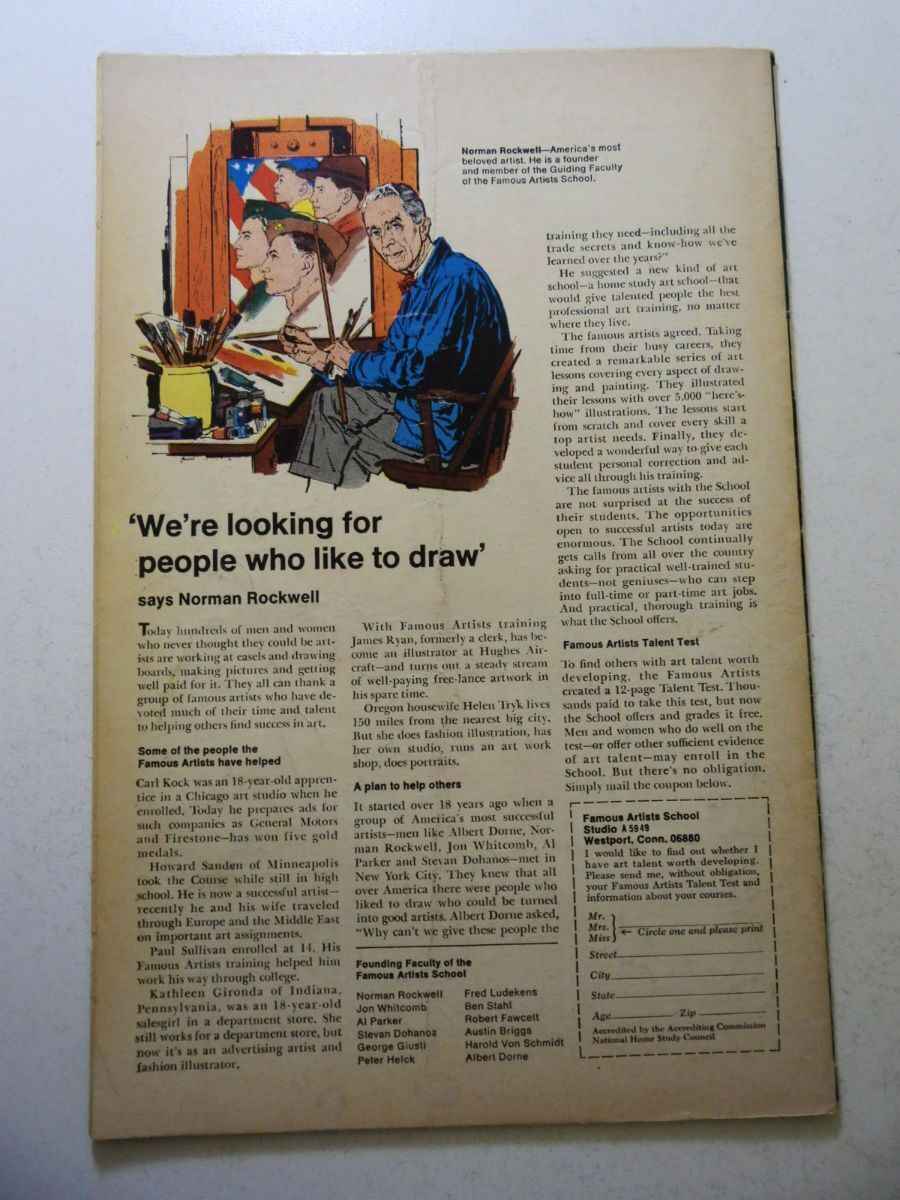 Norman Rockwell—America's most
beloved artist. He is a founder
and member of the Guiding Faculty
of the Famous Artists School.
'We're looking for
people who like to draw'
says Norman Rockwell
Today hundreds of men and women
who never thought they could be art-
ists are working at easels and drawing
boards, making pictures and getting
well paid for it. They all can thank a
group of famous artists who have de-
voted much of their time and talent
to helping others find success in art.
Some of the people the
Famous Artists have helped
Carl Kock was an 18-year-old appren-
tice in a Chicago art studio when he
enrolled. Today he prepares ads for
such companies as General Motors
and Firestone—has won five gold
medals.
Howard Sanden of Minneapolis
took the Course while still in high
school. He is now a successful artist—
recently he and his wife traveled
through Europe and the Middle East
on important art assignments.
Paul Sullivan enrolled at 14. His
Famous Artists training helped him
work his way through college.
Kathleen Gironda of Indiana,
Pennsylvania, was an 18-year-old
salesgirl in a department store. She
still works for a department store, but
now it's as an advertising artist and
fashion illustrator.
With Famous Artists training
James Ryan, formerly a clerk, has be-
come an illustrator at Hughes Air-
craft—and turns out a steady stream
of well-paying free-lance artwork in
his spare time.
Oregon housewife Helen Tryk lives
150 miles from the nearest big city.
But she does fashion illustration, has
her own studio, runs an art work
shop, does portraits.
A plan to help others
It started over 18 years ago when a
group of America's most successful
artists—men like Albert Dorne, Nor-
man Rockwell, Jon Whitcomb, Al
Parker and Stevan Dohanos—met in
New York City. They knew that all
over America there were people who
liked to draw who could be turned
into good artists. Albert Dorne asked,
"Why can't we give these people the
training they need—including all the
trade secrets and know-how we've
learned over the years?"
He suggested a new kind of art
school—a home study art school—that
would give talented people the best
professional art training, no matter
where they live.
The famous artists agreed. Taking
time from their busy careers, they
created a remarkable series of art
lessons covering every aspect of draw-
ing and painting. They illustrated
their lessons with over 5,000 "here's-
how" illustrations. The lessons start
from scratch and cover every skill a
top artist needs. Finally, they de-
veloped a wonderful way to give each
student personal correction and ad-
vice all through his training.
The famous artists with the School
are not surprised at the success of
their students. The opportunities
open to successful artists today are
enormous. The School continually
gets calls from all over the country
asking for practical well-trained stu-
dents—not geniuses—who can step
into full-time or part-time art jobs.
And practical, thorough training is
what the School offers.
Famous Artists Talent Test
To find others with art talent worth
developing, the Famous Artists
created a 12-page Talent Test. Thou-
sands paid to take this test, but now
the School offers and grades it free.
Men and women who do well on the
test—or offer other sufficient evidence
of art talent—may enroll in the
School. But there's no obligation.
Simply mail the coupon below.
Founding Faculty of the
Famous Artists School
Norman Rockwell
Jon Whitcomb
Al Parker
Stevan Dohanos
George Giusti
Peter Helck
Fred Ludekens
Ben Stahl
Robert Fawcett
Austin Briggs
Harold Von Schmidt
Albert Dorne
Famous Artists School
Studio A5949
Westport, Conn. 06880
I would like to find out whether I
have art talent worth developing.
Please send me, without obligation,
your Famous Artists Talent Test and
information about your courses.
Mr.
Mrs. ← Circle one and please print
Miss
Street
City
State
Age Zip
Accredited by the Accrediting Commission
National Home Study Council